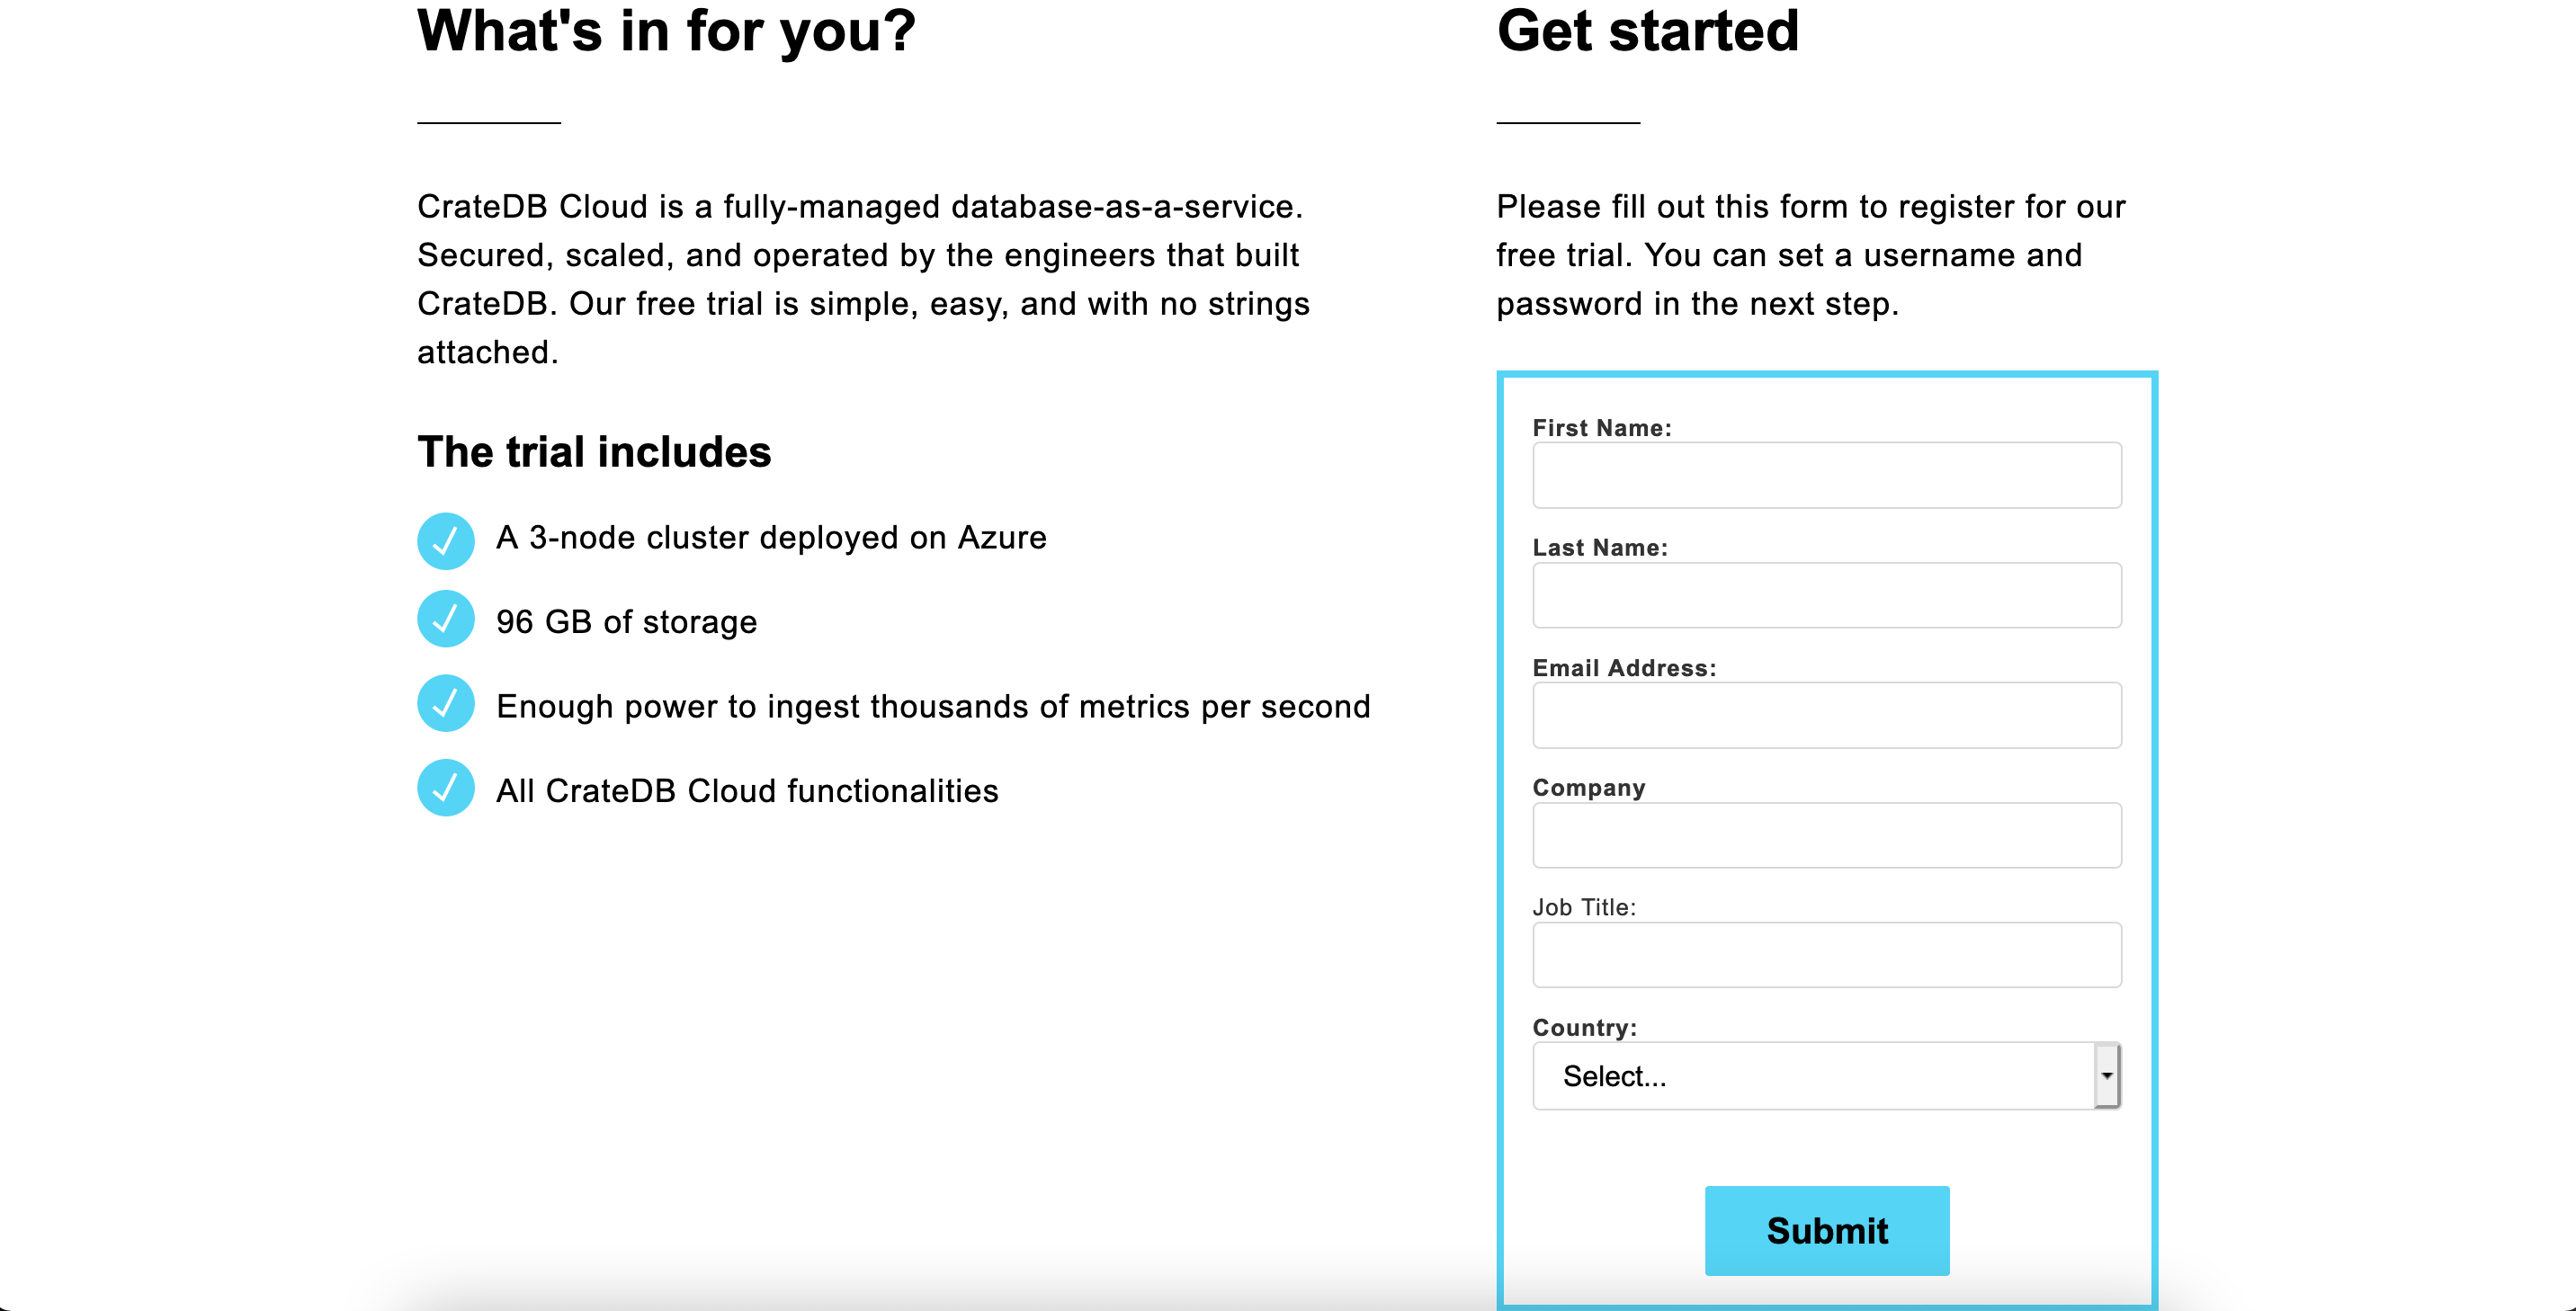 What's in for you?
CrateDB Cloud is a fully-managed database-as-a-service.
Secured, scaled, and operated by the engineers that built
CrateDB. Our free trial is simple, easy, and with no strings
attached.
The trial includes
A 3-node cluster deployed on Azure
96 GB of storage
Enough power to ingest thousands of metrics per second
All CrateDB Cloud functionalities
Get started
Please fill out this form to register for our
free trial. You can set a username and
password in the next step.
First Name:
Last Name:
Email Address:
Company
Job Title:
Country:
Select...
Submit